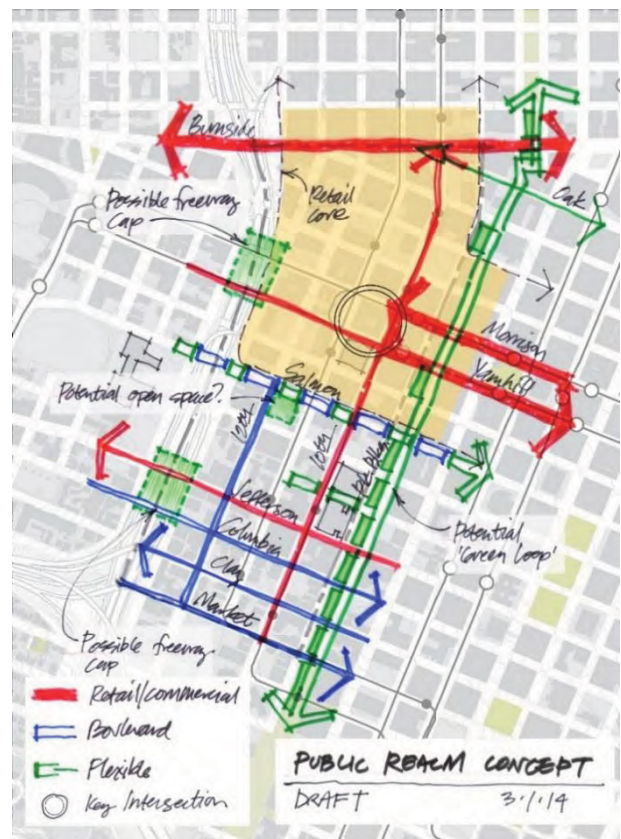 Burnside
Possible freeway
cap
Retail
core
Oak
Morrison
Yamhill
Salmon
Potential open space?
10th
Jefferson
Columbia
Clay
Market
Potential
'Green Loop'
Possible freeway
cap
Retail/commercial
Boulevard
Flexible
Key Intersection
PUBLIC REALM CONCEPT
DRAFT
3.1.14